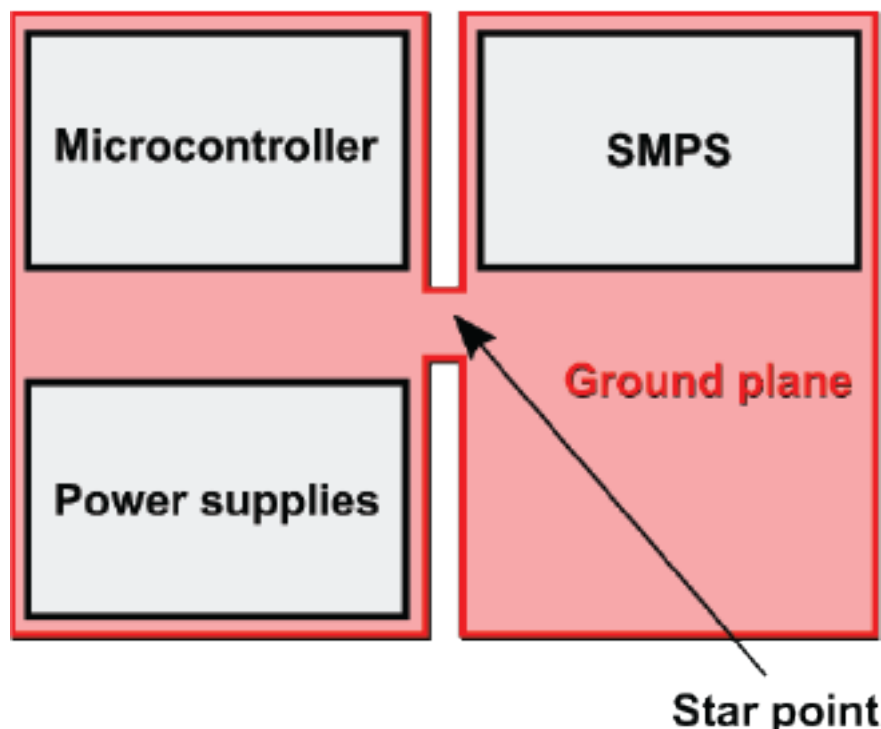 Microcontroller
SMPS
Ground plane
Power supplies
Star point